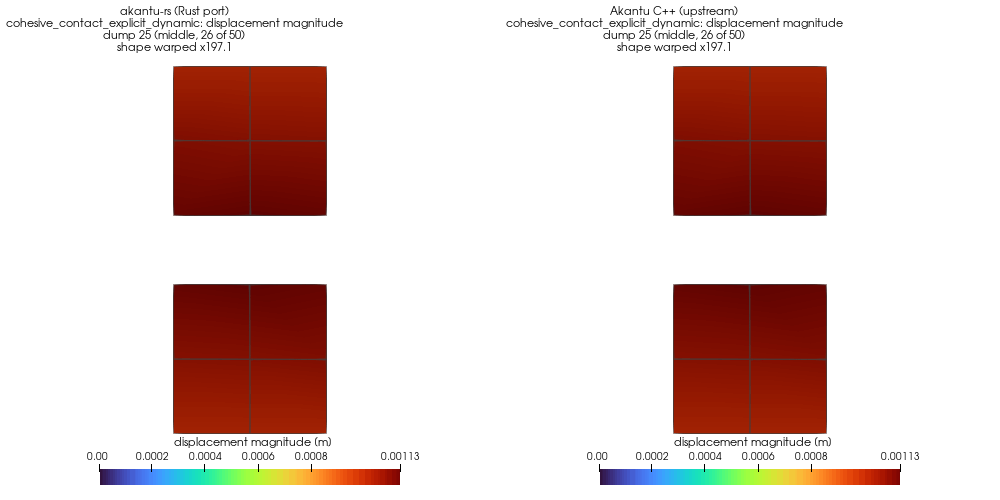 akantu-rs (Rust port)
cohesive_contact_explicit_dynamic: displacement magnitude
dump 25 (middle, 26 of 50)
shape warped x197.1
displacement magnitude (m)
0.00 0.0002 0.0004 0.0006 0.0008 0.00113
Akantu C++ (upstream)
cohesive_contact_explicit_dynamic: displacement magnitude
dump 25 (middle, 26 of 50)
shape warped x197.1
displacement magnitude (m)
0.00 0.0002 0.0004 0.0006 0.0008 0.00113